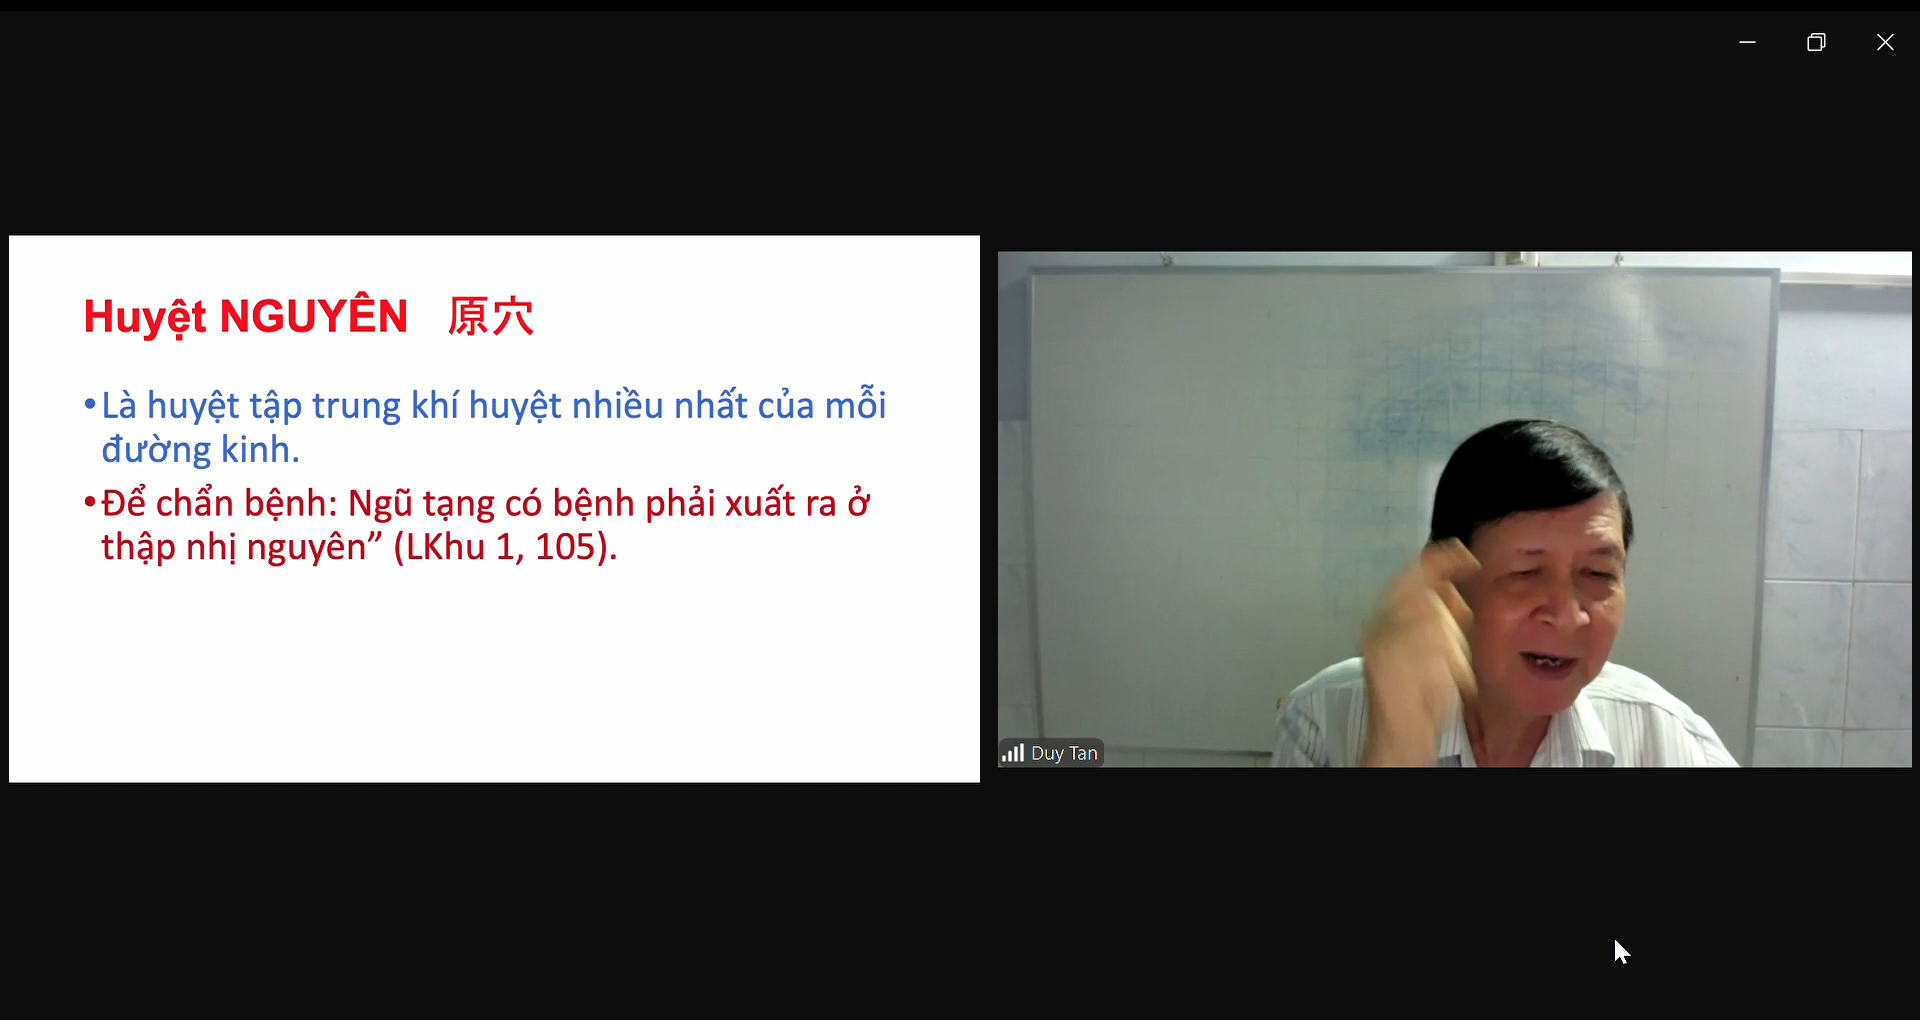 Huyệt NGUYÊN 原穴
•Là huyệt tập trung khí huyệt nhiều nhất của mỗi
đường kinh.
•Để chẩn bệnh: Ngũ tạng có bệnh phải xuất ra ở
thập nhị nguyên” (LKhu 1, 105).
Duy Tan